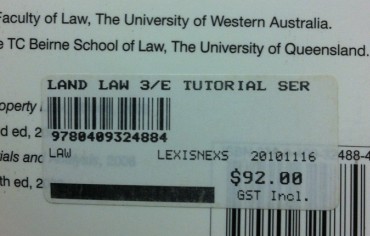 Faculty of Law, The University of Western Australia.
e TC Beirne School of Law, The University of Queensland.
LAND LAW 3/E TUTORIAL SER
operty
9780409324884
d ed, 2
LAW LEXISNEXS 20101116
ials and
488-4
$92.00
th ed, 2
GST Incl.